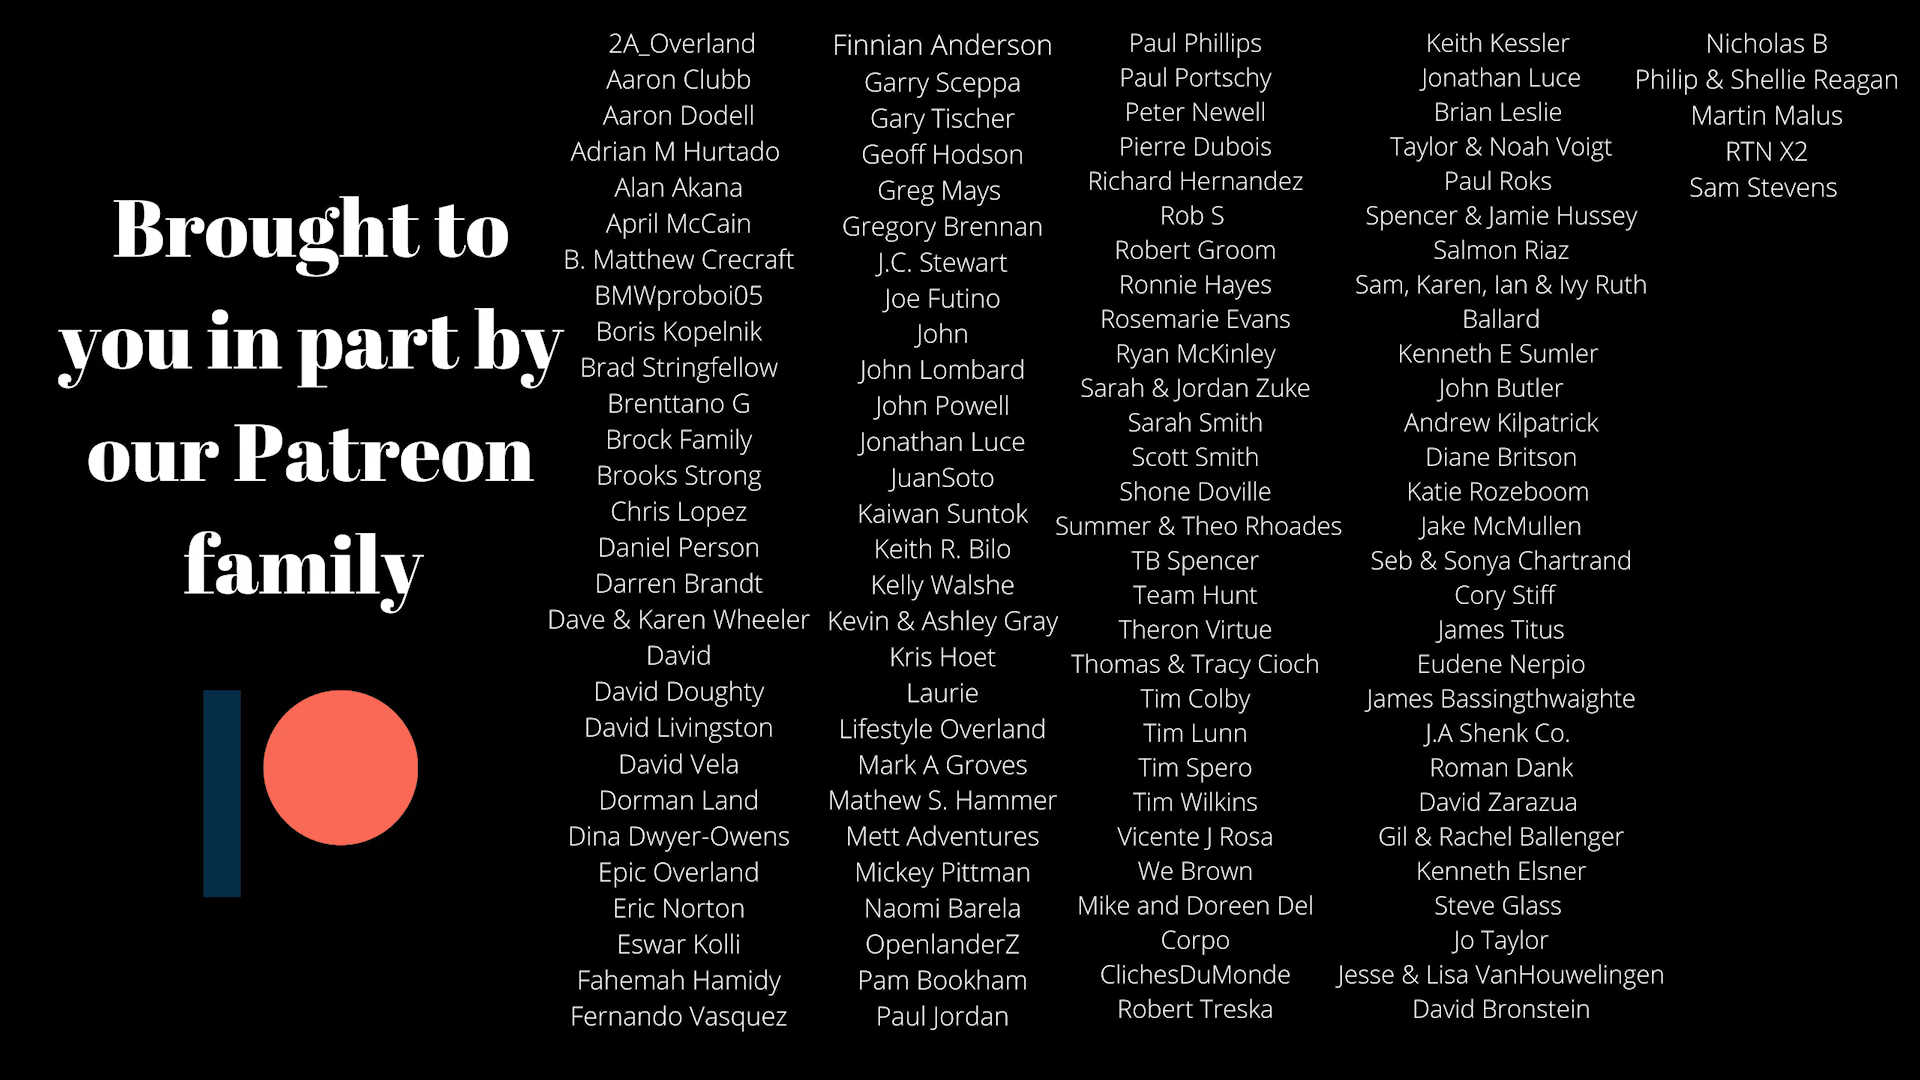 Brought to
you in part by
our Patreon
family
2A_Overland
Aaron Clubb
Aaron Dodell
Adrian M Hurtado
Alan Akana
April McCain
B. Matthew Crecraft
BMWproboi05
Boris Kopelnik
Brad Stringfellow
Brenttano G
Brock Family
Brooks Strong
Chris Lopez
Daniel Person
Darren Brandt
Dave & Karen Wheeler
David
David Doughty
David Livingston
David Vela
Dorman Land
Dina Dwyer-Owens
Epic Overland
Eric Norton
Eswar Kolli
Fahemah Hamidy
Fernando Vasquez
Finnian Anderson
Garry Sceppa
Gary Tischer
Geoff Hodson
Greg Mays
Gregory Brennan
J.C. Stewart
Joe Futino
John
John Lombard
John Powell
Jonathan Luce
JuanSoto
Kaiwan Suntok
Keith R. Bilo
Kelly Walshe
Kevin & Ashley Gray
Kris Hoet
Laurie
Lifestyle Overland
Mark A Groves
Mathew S. Hammer
Mett Adventures
Mickey Pittman
Naomi Barela
OpenlanderZ
Pam Bookham
Paul Jordan
Paul Phillips
Paul Portschy
Peter Newell
Pierre Dubois
Richard Hernandez
Rob S
Robert Groom
Ronnie Hayes
Rosemarie Evans
Ryan McKinley
Sarah & Jordan Zuke
Sarah Smith
Scott Smith
Shone Doville
Summer & Theo Rhoades
TB Spencer
Team Hunt
Theron Virtue
Thomas & Tracy Cioch
Tim Colby
Tim Lunn
Tim Spero
Tim Wilkins
Vicente J Rosa
We Brown
Mike and Doreen Del
Corpo
ClichesDuMonde
Robert Treska
Keith Kessler
Jonathan Luce
Brian Leslie
Taylor & Noah Voigt
Paul Roks
Spencer & Jamie Hussey
Salmon Riaz
Sam, Karen, Ian & Ivy Ruth
Ballard
Kenneth E Sumler
John Butler
Andrew Kilpatrick
Diane Britson
Katie Rozeboom
Jake McMullen
Seb & Sonya Chartrand
Cory Stiff
James Titus
Eudene Nerpio
James Bassingthwaighte
J.A Shenk Co.
Roman Dank
David Zarazua
Gil & Rachel Ballenger
Kenneth Elsner
Steve Glass
Jo Taylor
Jesse & Lisa VanHouwelingen
David Bronstein
Nicholas B
Philip & Shellie Reagan
Martin Malus
RTN X2
Sam Stevens